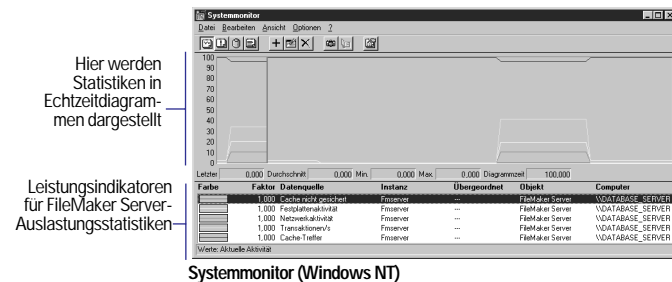 Systemmonitor
Datei Bearbeiten Ansicht Optionen ?
Hier werden
Statistiken in
Echtzeitdiagram-
men dargestellt
100
90
80
70
60
50
40
30
20
10
0
Letzter 0,000 Durchschnitt 0,000 Min. 0,000 Max. 0,000 Diagrammzeit 100,000
Leistungsindikatoren
für FileMaker Server-
Auslastungsstatistiken
Farbe Faktor Datenquelle Instanz Übergeordnet Objekt Computer
1,000 Cache nicht gesichert Fmserver --- FileMaker Server \\DATABASE_SERVER
1,000 Festplattenaktivität Fmserver --- FileMaker Server \\DATABASE_SERVER
1,000 Netzwerkaktivität Fmserver --- FileMaker Server \\DATABASE_SERVER
1,000 Transaktionen/s Fmserver --- FileMaker Server \\DATABASE_SERVER
1,000 Cache-Treffer Fmserver --- FileMaker Server \\DATABASE_SERVER
Werte: Aktuelle Aktivität
Systemmonitor (Windows NT)